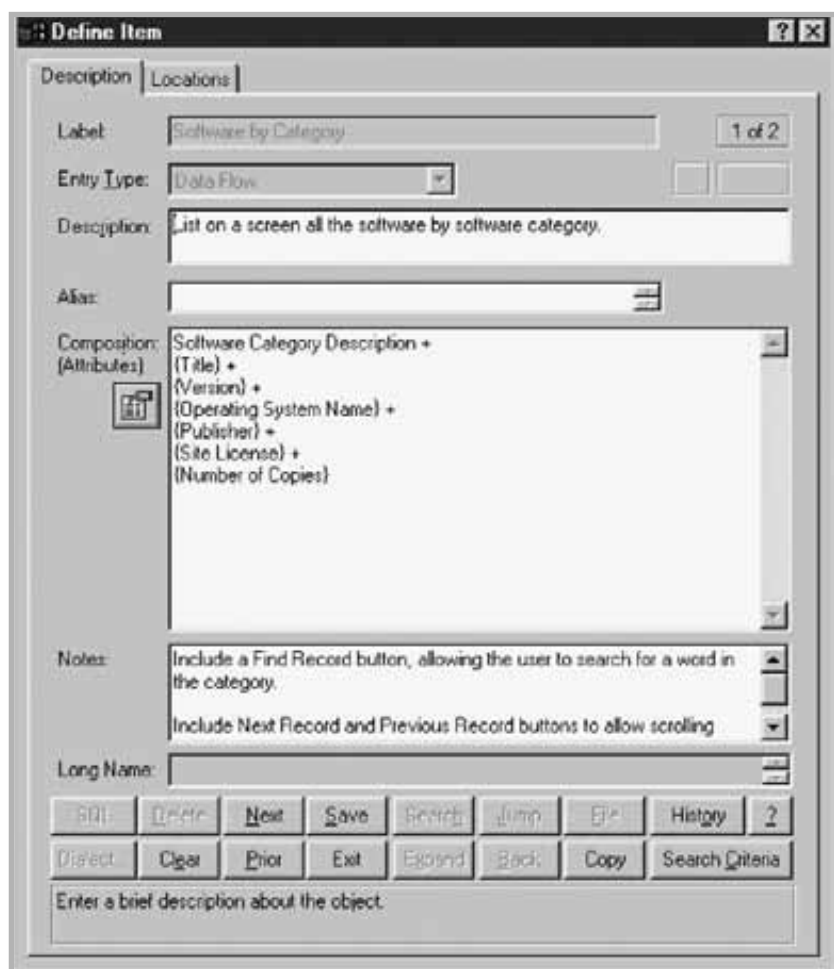 Define Item
? X
Description Locations
Label: Software by Category 1 of 2
Entry Type: Data Flow
Description: List on a screen all the software by software category.
Alias:
Composition: (Attributes)
Software Category Description +
{Title} +
{Version} +
{Operating System Name} +
{Publisher} +
{Site License} +
{Number of Copies}
Notes: Include a Find Record button, allowing the user to search for a word in
the category.
Include Next Record and Previous Record buttons to allow scrolling
Long Name:
SQL Delete Next Save Search Jump File History ?
Dialect Clear Prior Exit Expand Back Copy Search Criteria
Enter a brief description about the object.